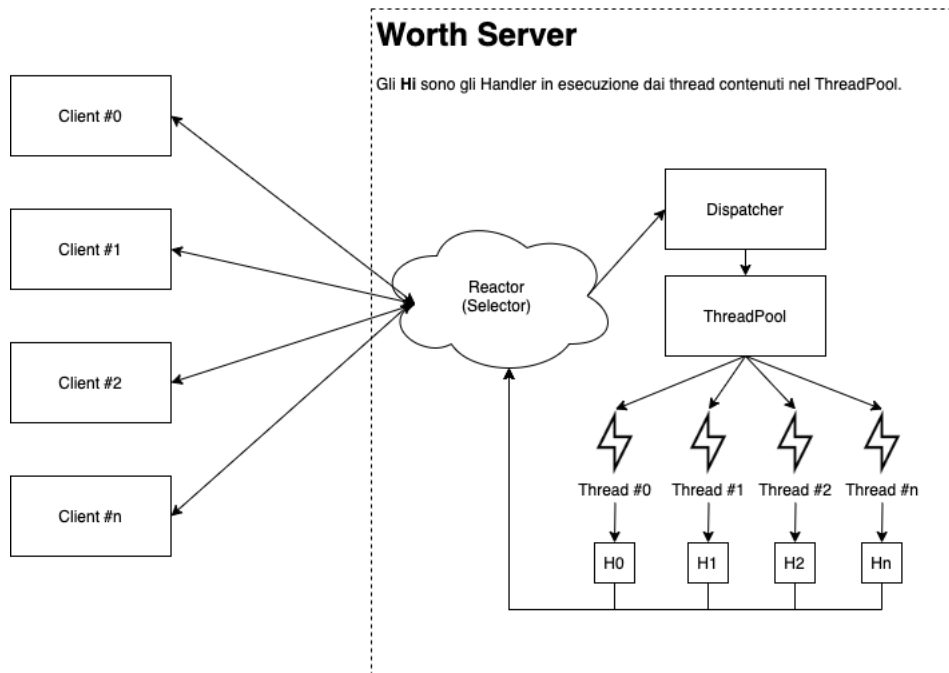 Worth Server
Gli Hi sono gli Handler in esecuzione dai thread contenuti nel ThreadPool.
Client #0
Client #1
Client #2
Client #n
Reactor
(Selector)
Dispatcher
ThreadPool
Thread #0
Thread #1
Thread #2
Thread #n
H0
H1
H2
Hn